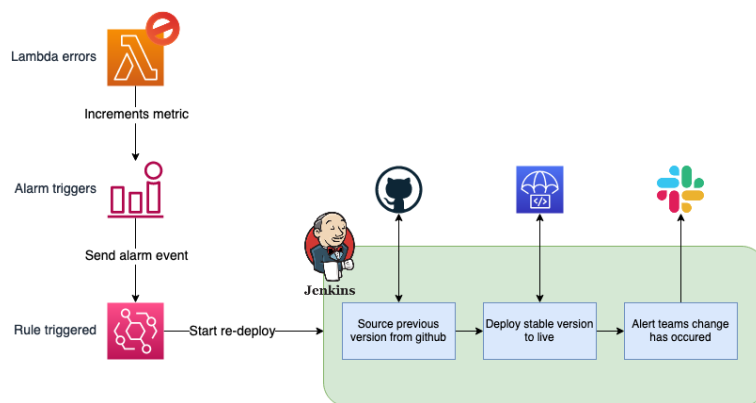 Lambda errors
Increments metric
Alarm triggers
Send alarm event
Jenkins
Rule triggered
Start re-deploy
Source previous
version from github
Deploy stable version
to live
Alert teams change
has occured